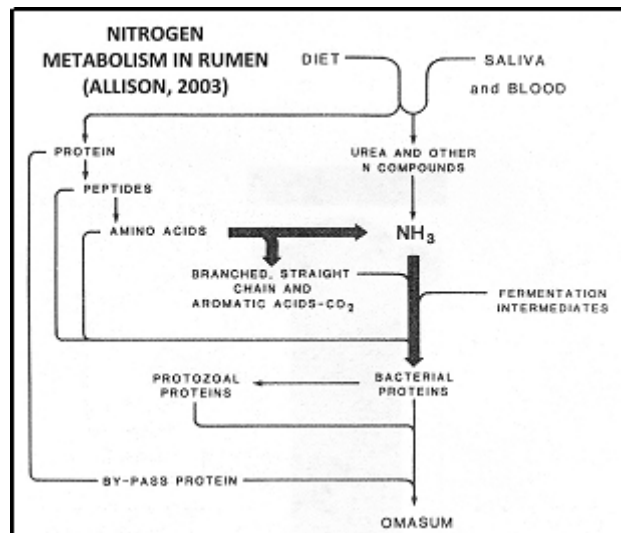 NITROGEN
METABOLISM IN RUMEN
(ALLISON, 2003)
DIET
SALIVA
and BLOOD
PROTEIN
UREA AND OTHER
N COMPOUNDS
PEPTIDES
AMINO ACIDS
NH₃
BRANCHED, STRAIGHT
CHAIN AND
AROMATIC ACIDS-CO₂
FERMENTATION
INTERMEDIATES
PROTOZOAL
PROTEINS
BACTERIAL
PROTEINS
BY-PASS PROTEIN
OMASUM